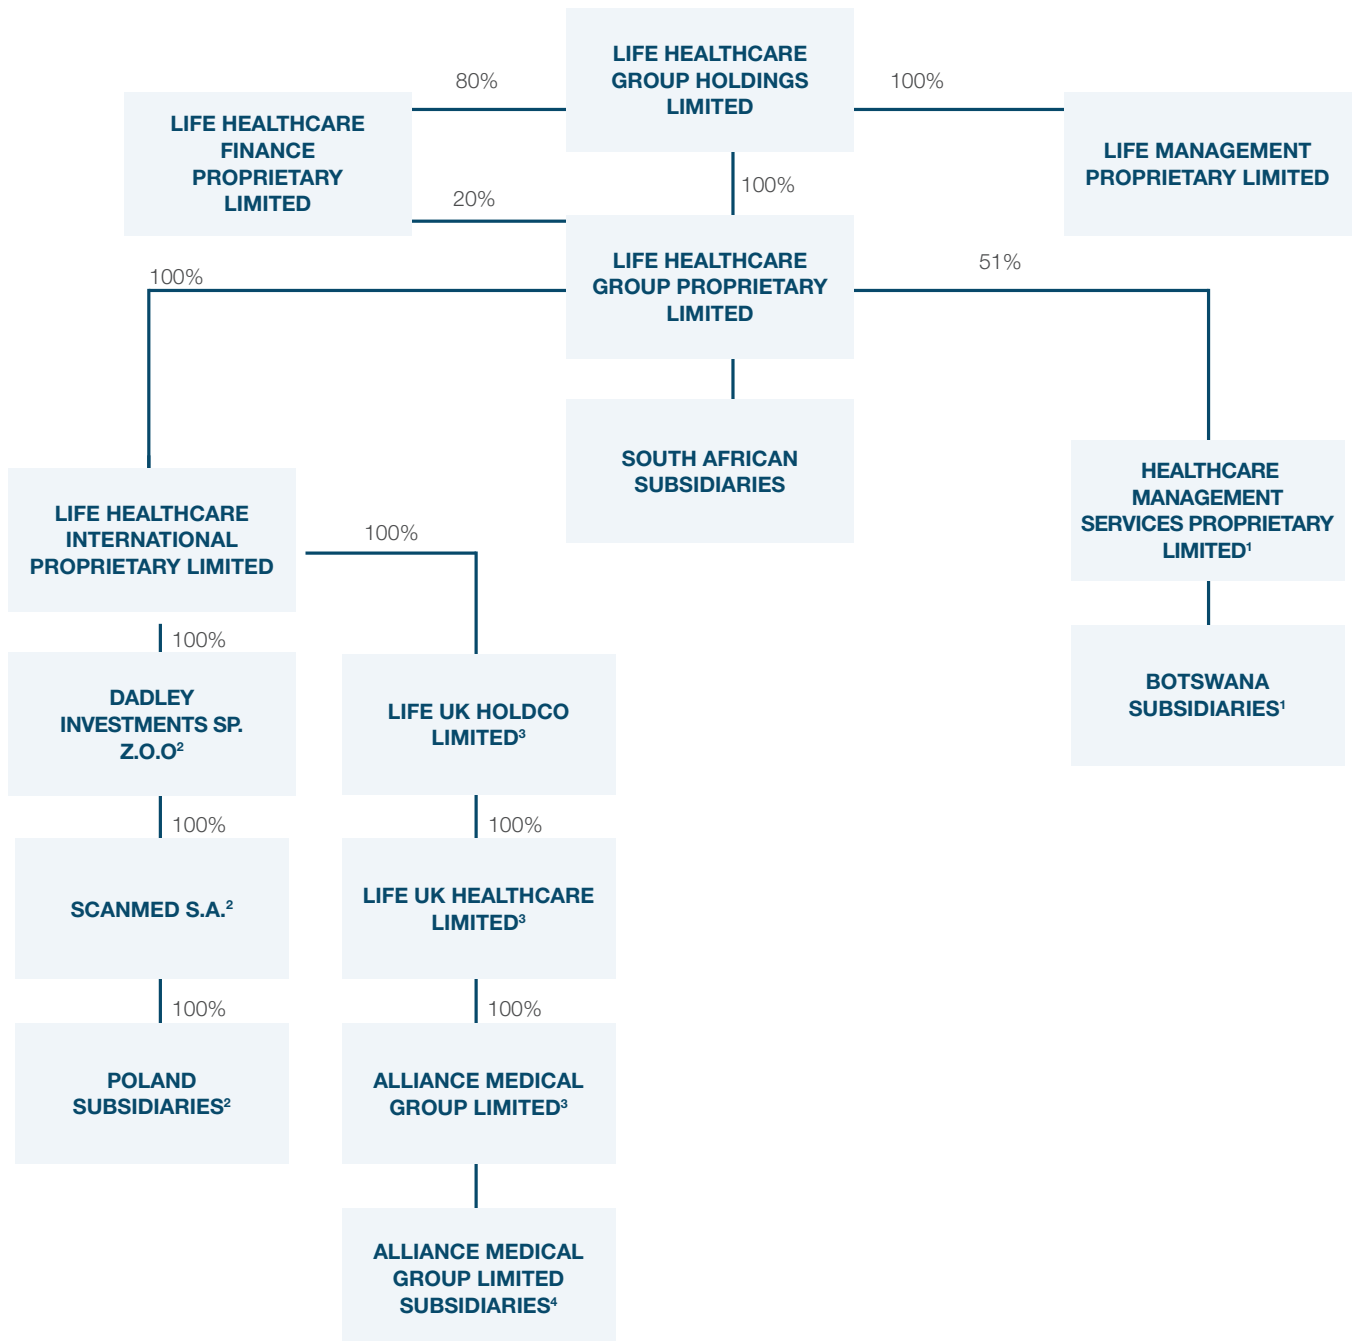 LIFE HEALTHCARE
GROUP HOLDINGS
LIMITED
80%
100%
LIFE HEALTHCARE
FINANCE
PROPRIETARY
LIMITED
LIFE MANAGEMENT
PROPRIETARY LIMITED
100%
20%
LIFE HEALTHCARE
GROUP PROPRIETARY
LIMITED
100%
51%
SOUTH AFRICAN
SUBSIDIARIES
HEALTHCARE
MANAGEMENT
SERVICES PROPRIETARY
LIMITED¹
LIFE HEALTHCARE
INTERNATIONAL
PROPRIETARY LIMITED
100%
100%
DADLEY
INVESTMENTS SP.
Z.O.O²
LIFE UK HOLDCO
LIMITED³
BOTSWANA
SUBSIDIARIES¹
100%
100%
SCANMED S.A.²
LIFE UK HEALTHCARE
LIMITED³
100%
100%
POLAND
SUBSIDIARIES²
ALLIANCE MEDICAL
GROUP LIMITED³
ALLIANCE MEDICAL
GROUP LIMITED
SUBSIDIARIES⁴